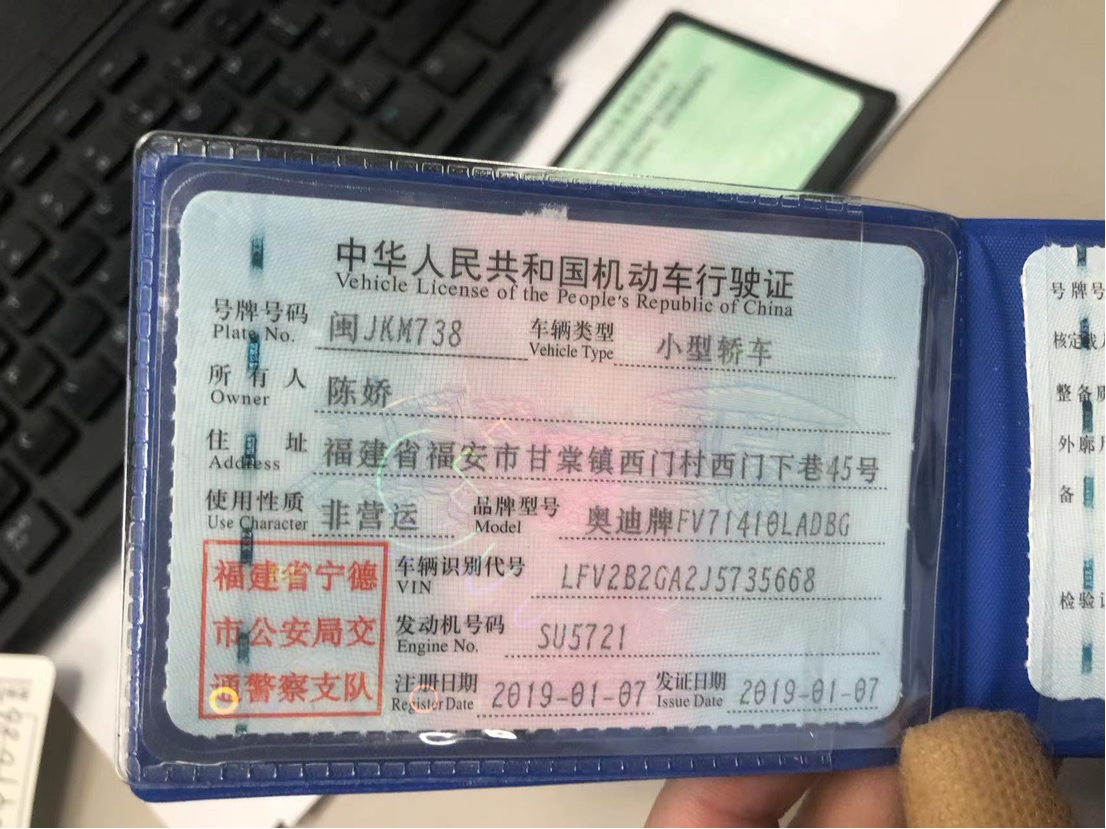 中华人民共和国机动车行驶证
Vehicle License of the People's Republic of China
号牌号码 闽JKM738 车辆类型 小型轿车
Plate No. Vehicle Type
所有人 陈娇
Owner
住址 福建省福安市甘棠镇西门村西门下巷45号
Address
使用性质 非营运 品牌型号 奥迪牌FV71410LADBG
Use Character Model
福建省宁德
市公安局交
通警察支队
车辆识别代号 LFV2B2GA2J5735668
VIN
发动机号码 SU5721
Engine No.
注册日期 2019-01-07 发证日期 2019-01-07
Register Date Issue Date
号牌号
核定载人
整备质
外廓尺
备
检验记